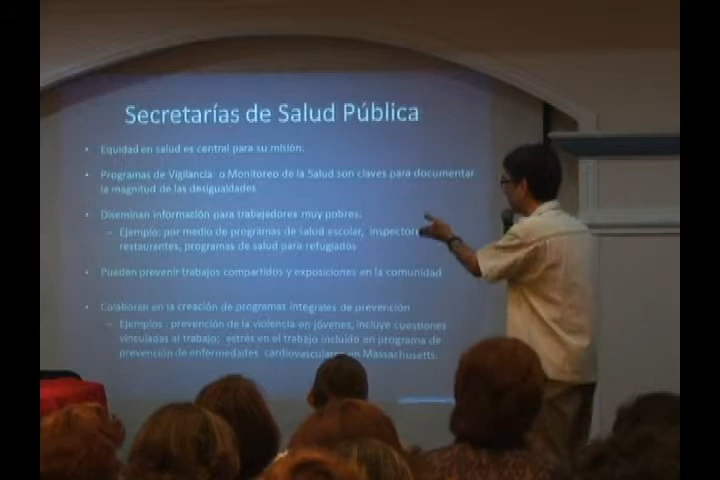 Secretarías de Salud Pública
• Equidad en salud es central para su misión.
• Programas de Vigilancia o Monitoreo de la Salud son claves para documentar
la magnitud de las desigualdades
• Diseminan información para trabajadores muy pobres.
– Ejemplo: por medio de programas de salud escolar, inspectore
restaurantes, programas de salud para refugiados
• Pueden prevenir trabajos compartidos y exposiciones en la comunidad
• Colaboran en la creación de programas integrales de prevención
– Ejemplos : prevención de la violencia en jóvenes, incluye cuestiones
vinculadas al trabajo; estrés en el trabajo incluido en programa de
prevención de enfermedades cardiovasculares en Massachusetts.